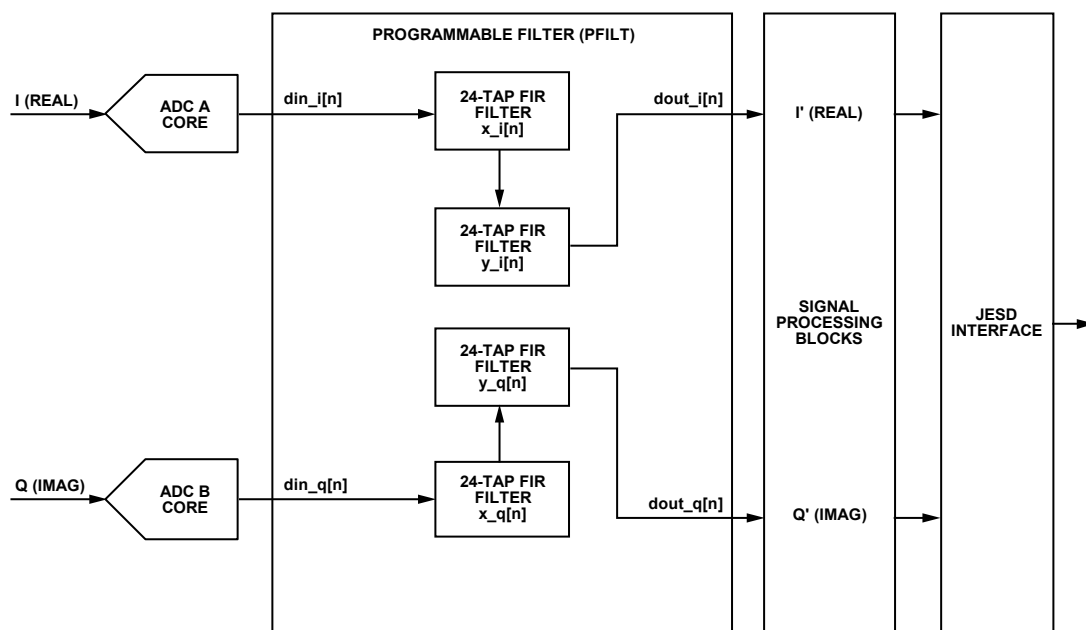 PROGRAMMABLE FILTER (PFILT)
I (REAL)
ADC A
CORE
din_i[n]
24-TAP FIR
FILTER
x_i[n]
dout_i[n]
I' (REAL)
24-TAP FIR
FILTER
y_i[n]
SIGNAL
PROCESSING
BLOCKS
JESD
INTERFACE
24-TAP FIR
FILTER
y_q[n]
Q (IMAG)
ADC B
CORE
din_q[n]
24-TAP FIR
FILTER
x_q[n]
dout_q[n]
Q' (IMAG)